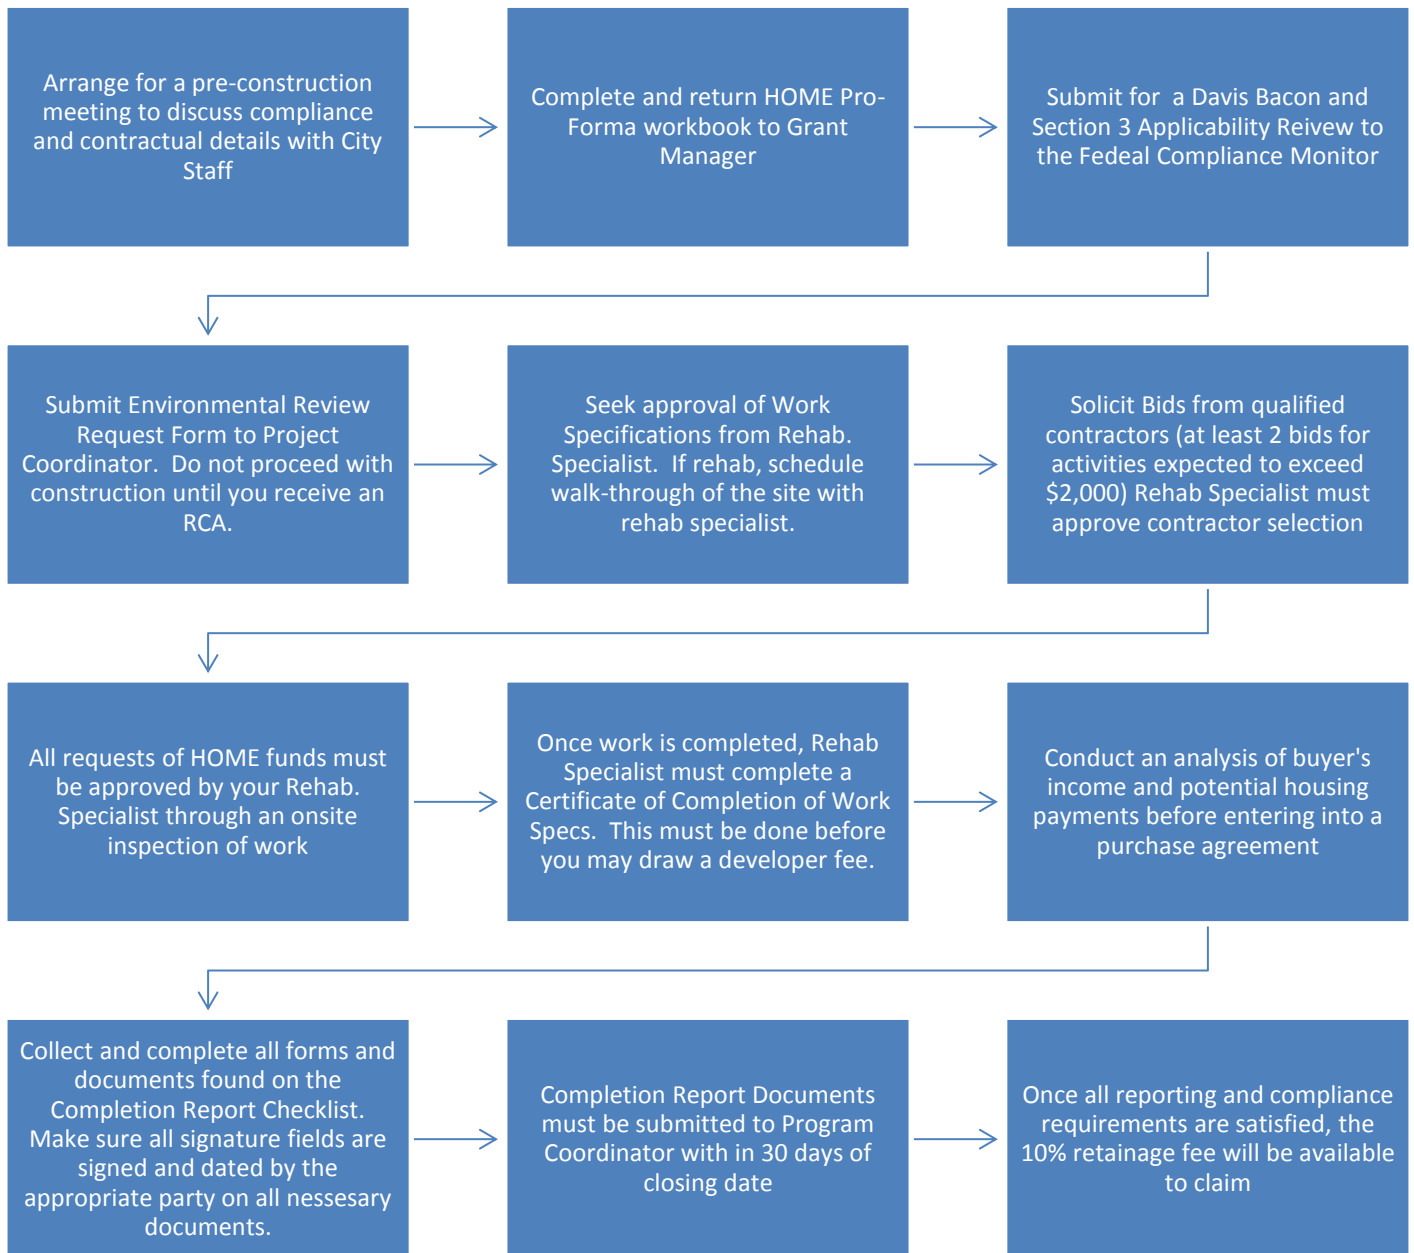 Arrange for a pre-construction
meeting to discuss compliance
and contractual details with City
Staff
Complete and return HOME Pro-
Forma workbook to Grant
Manager
Submit for  a Davis Bacon and
Section 3 Applicability Reivew to
the Fedeal Compliance Monitor
Submit Environmental Review
Request Form to Project
Coordinator.  Do not proceed with
construction until you receive an
RCA.
Seek approval of Work
Specifications from Rehab.
Specialist.  If rehab, schedule
walk-through of the site with
rehab specialist.
Solicit Bids from qualified
contractors (at least 2 bids for
activities expected to exceed
$2,000) Rehab Specialist must
approve contractor selection
All requests of HOME funds must
be approved by your Rehab.
Specialist through an onsite
inspection of work
Once work is completed, Rehab
Specialist must complete a
Certificate of Completion of Work
Specs.  This must be done before
you may draw a developer fee.
Conduct an analysis of buyer's
income and potential housing
payments before entering into a
purchase agreement
Collect and complete all forms and
documents found on the
Completion Report Checklist.
Make sure all signature fields are
signed and dated by the
appropriate party on all nessesary
documents.
Completion Report Documents
must be submitted to Program
Coordinator with in 30 days of
closing date
Once all reporting and compliance
requirements are satisfied, the
10% retainage fee will be available
to claim